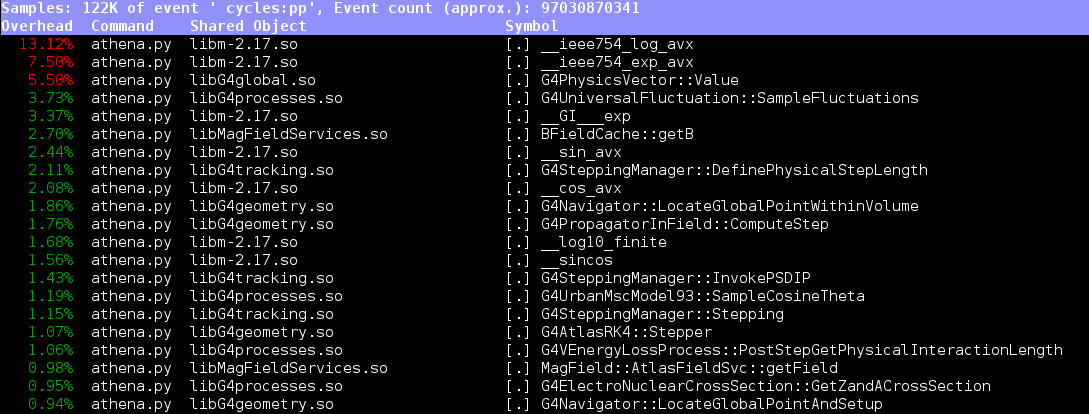 Samples: 122K of event ' cycles:pp', Event count (approx.): 97030870341
Overhead  Command    Shared Object    Symbol
13.12%  athena.py  libm-2.17.so    [.] __ieee754_log_avx
7.50%  athena.py  libm-2.17.so    [.] __ieee754_exp_avx
5.50%  athena.py  libG4global.so    [.] G4PhysicsVector::Value
3.73%  athena.py  libG4processes.so    [.] G4UniversalFluctuation::SampleFluctuations
3.37%  athena.py  libm-2.17.so    [.] __GI___exp
2.70%  athena.py  libMagFieldServices.so    [.] BFieldCache::getB
2.44%  athena.py  libm-2.17.so    [.] __sin_avx
2.11%  athena.py  libG4tracking.so    [.] G4SteppingManager::DefinePhysicalStepLength
2.08%  athena.py  libm-2.17.so    [.] __cos_avx
1.86%  athena.py  libG4geometry.so    [.] G4Navigator::LocateGlobalPointWithinVolume
1.76%  athena.py  libG4geometry.so    [.] G4PropagatorInField::ComputeStep
1.68%  athena.py  libm-2.17.so    [.] __log10_finite
1.56%  athena.py  libm-2.17.so    [.] __sincos
1.43%  athena.py  libG4tracking.so    [.] G4SteppingManager::InvokePSDIP
1.19%  athena.py  libG4processes.so    [.] G4UrbanMscModel93::SampleCosineTheta
1.15%  athena.py  libG4tracking.so    [.] G4SteppingManager::Stepping
1.07%  athena.py  libG4geometry.so    [.] G4AtlasRK4::Stepper
1.06%  athena.py  libG4processes.so    [.] G4VEnergyLossProcess::PostStepGetPhysicalInteractionLength
0.98%  athena.py  libMagFieldServices.so    [.] MagField::AtlasFieldSvc::getField
0.95%  athena.py  libG4processes.so    [.] G4ElectroNuclearCrossSection::GetZandACrossSection
0.94%  athena.py  libG4geometry.so    [.] G4Navigator::LocateGlobalPointAndSetup